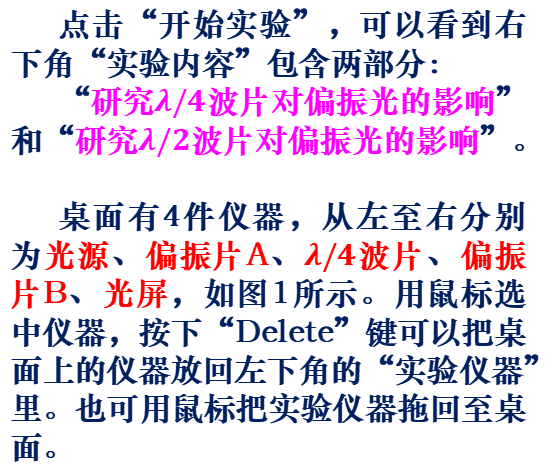 点击“开始实验”，可以看到右
下角“实验内容”包含两部分：
“研究λ/4波片对偏振光的影响”
和“研究λ/2波片对偏振光的影响”。
桌面有4件仪器，从左至右分别
为光源、偏振片A、λ/4波片、偏振
片B、光屏，如图1所示。用鼠标选
中仪器，按下“Delete”键可以把桌
面上的仪器放回左下角的“实验仪器”
里。也可用鼠标把实验仪器拖回至桌
面。